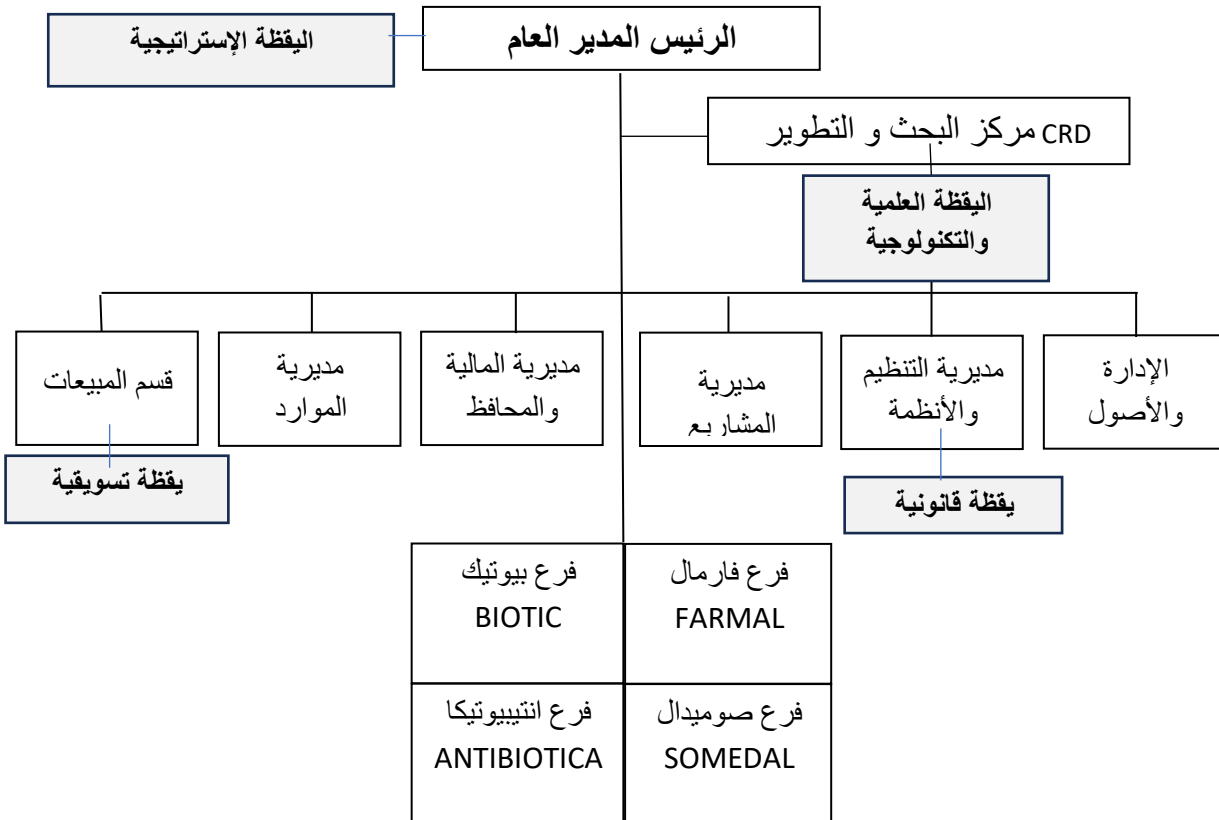 الرئيس المدير العام
اليقظة الإستراتيجية
CRD مركز البحث و التطوير
اليقظة العلمية
والتكنولوجية
الإدارة
والأصول
مديرية التنظيم
والأنظمة
مديرية
المشاريع
مديرية المالية
والمحافظ
مديرية
الموارد
قسم المبيعات
يقظة قانونية
يقظة تسويقية
فرع فارمال
FARMAL
فرع بيوتيك
BIOTIC
فرع صوميدال
SOMEDAL
فرع انتيبيوتيكا
ANTIBIOTICA